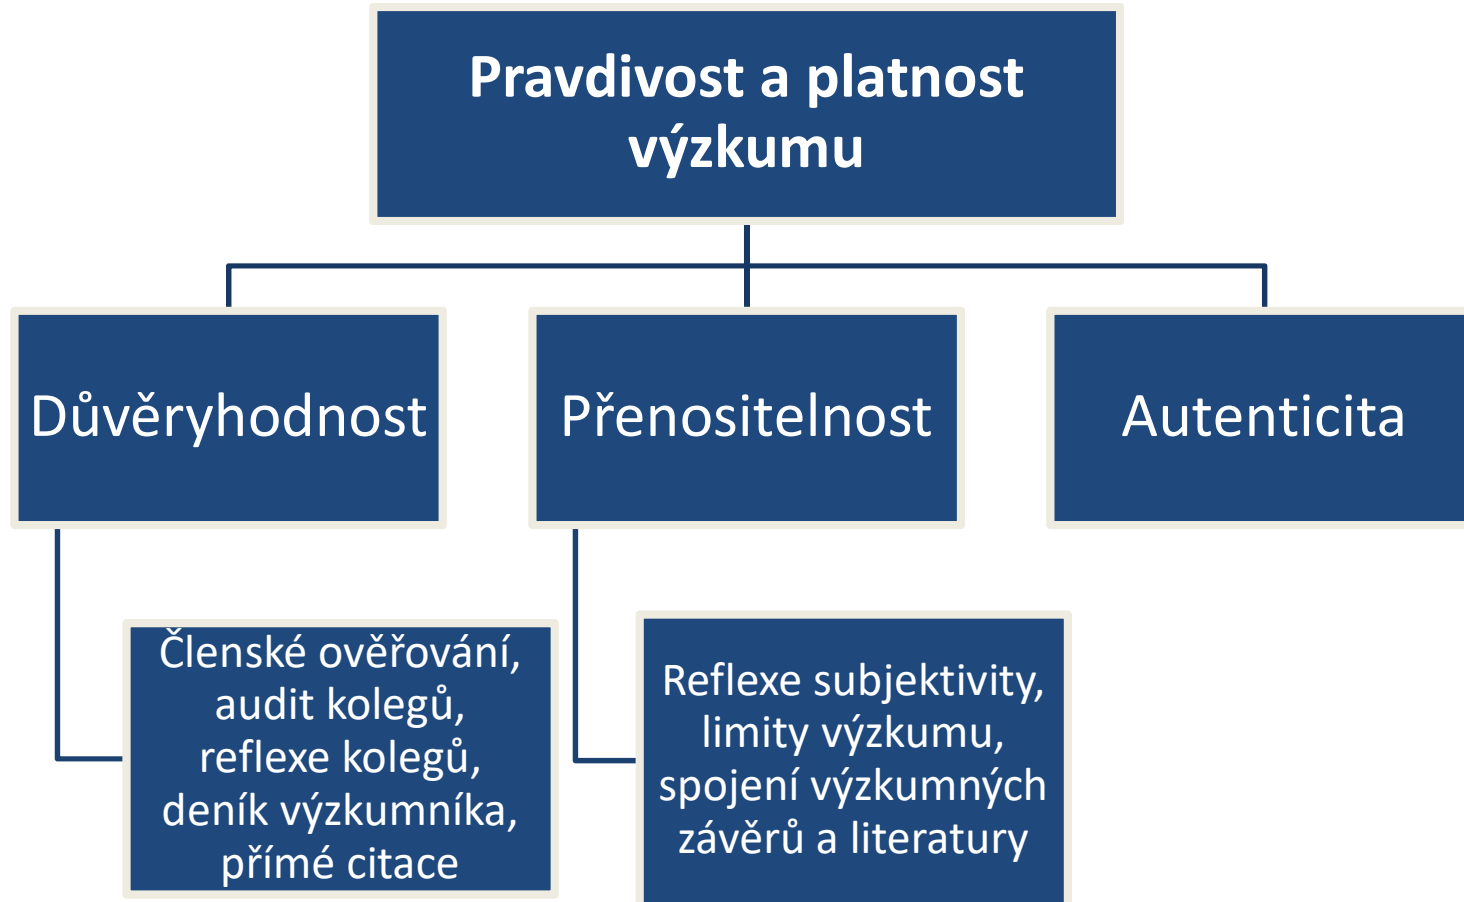 Pravdivost a platnost
výzkumu
Důvěryhodnost
Přenositelnost
Autenticita
Členské ověřování,
audit kolegů,
reflexe kolegů,
deník výzkumníka,
přímé citace
Reflexe subjektivity,
limity výzkumu,
spojení výzkumných
závěrů a literatury